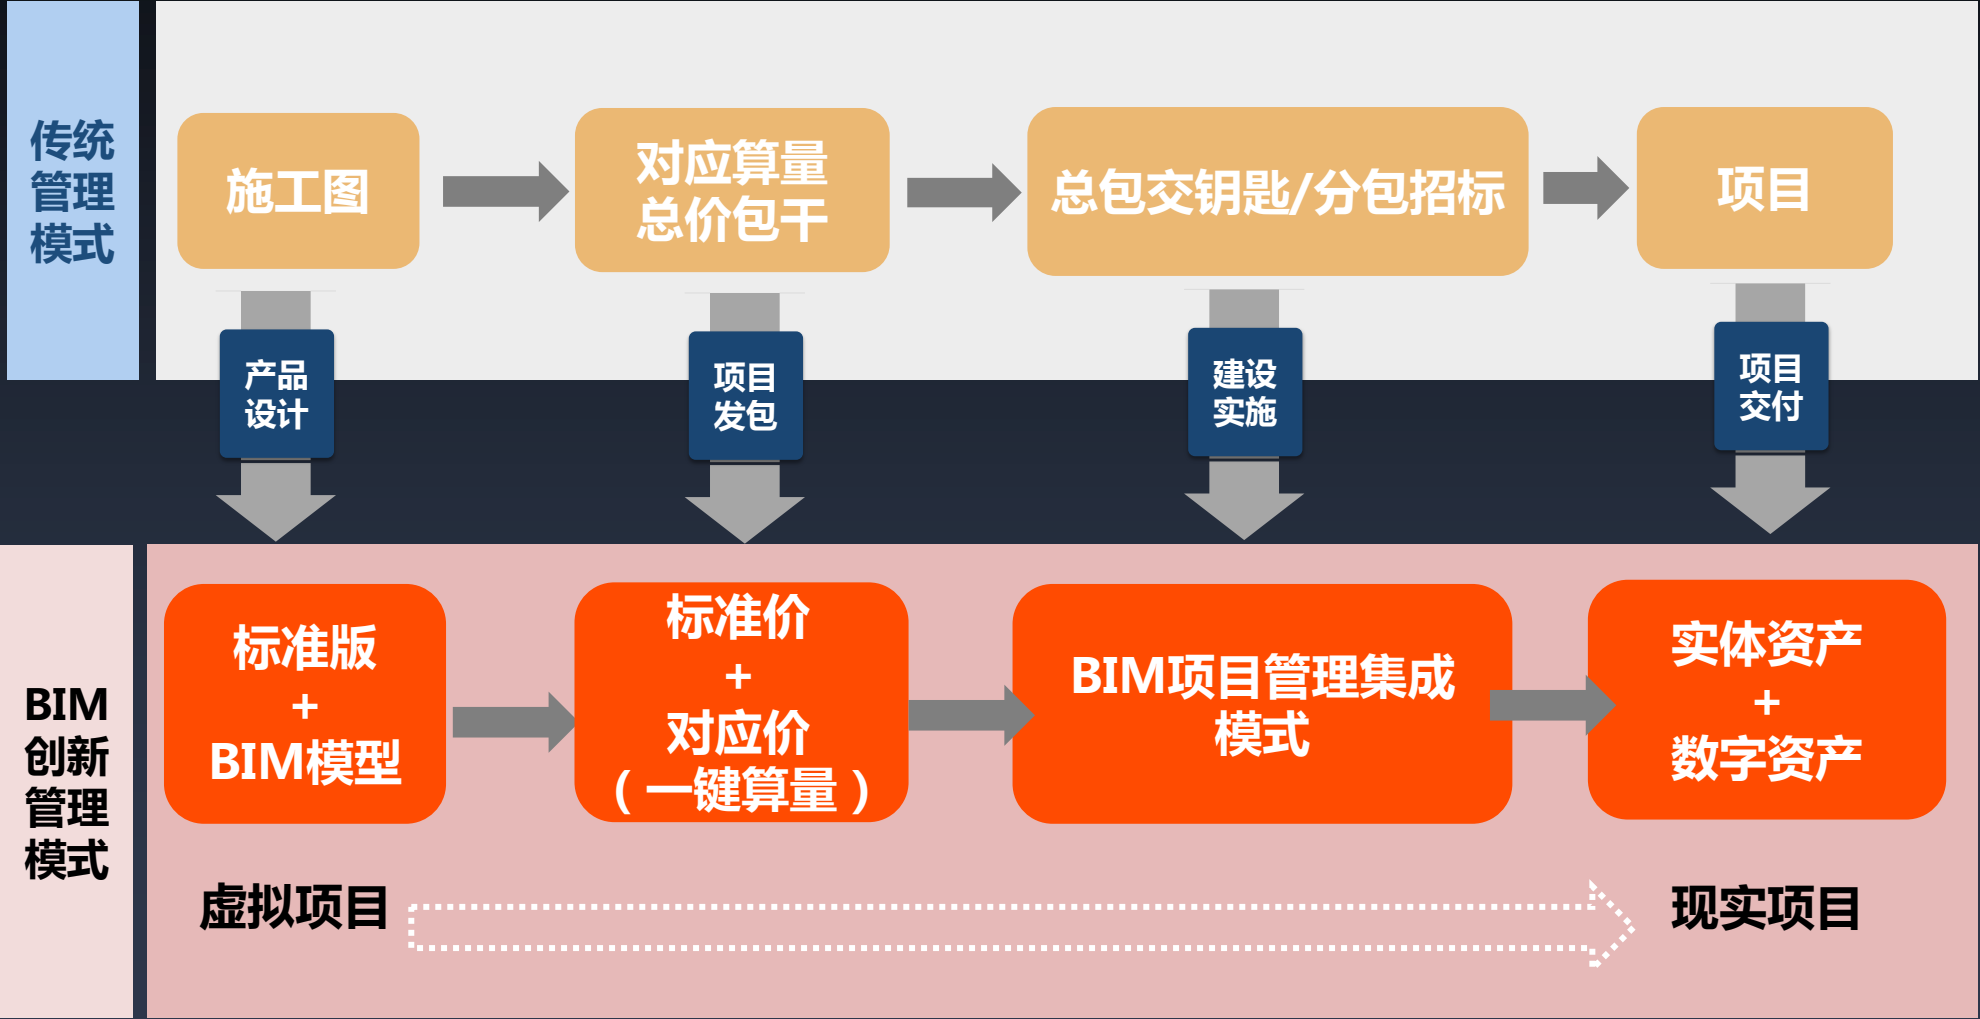 传统
管理
模式
施工图
对应算量
总价包干
总包交钥匙/分包招标
项目
产品
设计
项目
发包
建设
实施
项目
交付
BIM
创新
管理
模式
标准版
+
BIM模型
标准价
+
对应价
（一键算量）
BIM项目管理集成
模式
实体资产
+
数字资产
虚拟项目
现实项目